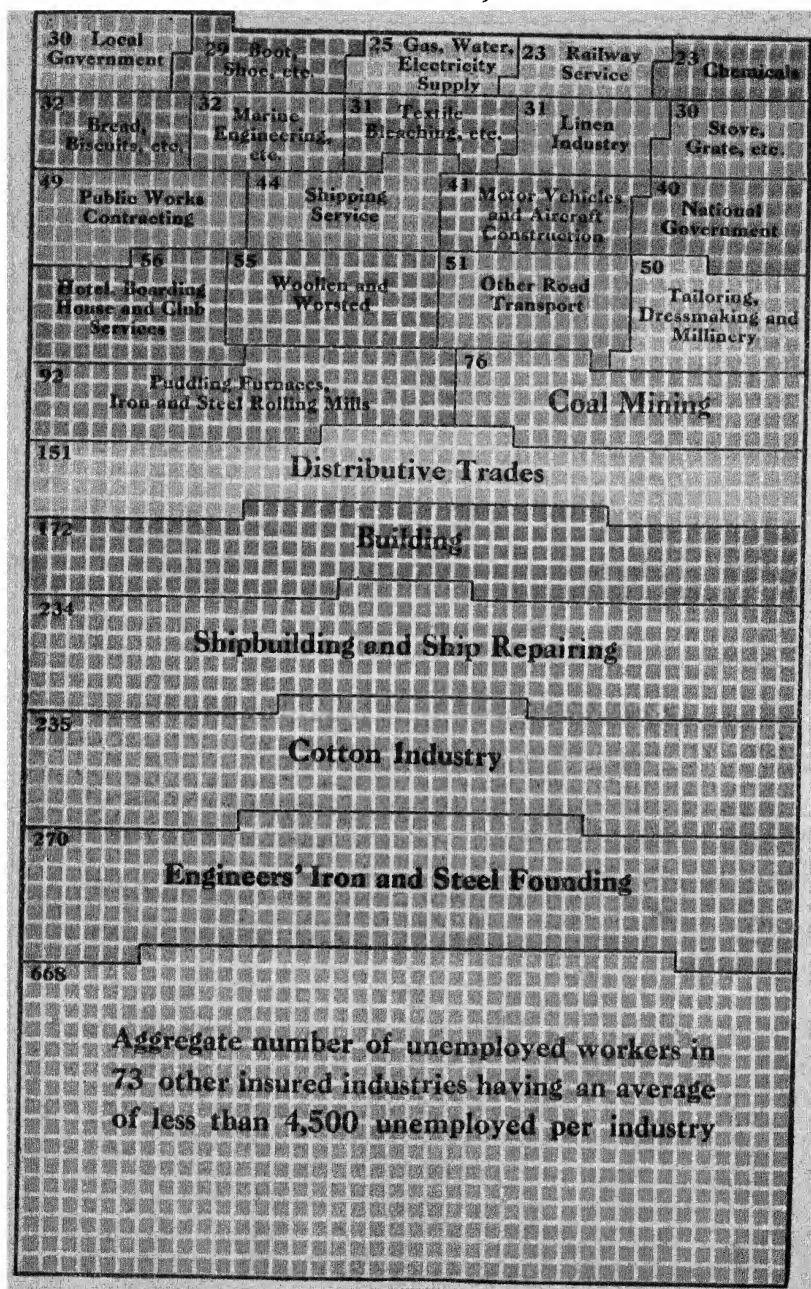 30 Local
Government
29 Boot,
Shoe, etc.
25 Gas, Water,
Electricity
Supply
23 Railway
Service
23
Chemicals
32
Bread,
Biscuits, etc.
32
Marine
Engineering,
etc.
31
Textile
Bleaching, etc.
31
Linen
Industry
30
Stove,
Grate, etc.
49
Public Works
Contracting
44
Shipping
Service
41
Motor Vehicles
and Aircraft
Construction
40
National
Government
56
Hotel, Boarding
House and Club
Services
55
Woollen and
Worsted
51
Other Road
Transport
50
Tailoring,
Dressmaking and
Millinery
92
Puddling Furnaces,
Iron and Steel Rolling Mills
76
Coal Mining
151
Distributive Trades
172
Building
234
Shipbuilding and Ship Repairing
235
Cotton Industry
270
Engineers' Iron and Steel Founding
668
Aggregate number of unemployed workers in
73 other insured industries having an average
of less than 4,500 unemployed per industry